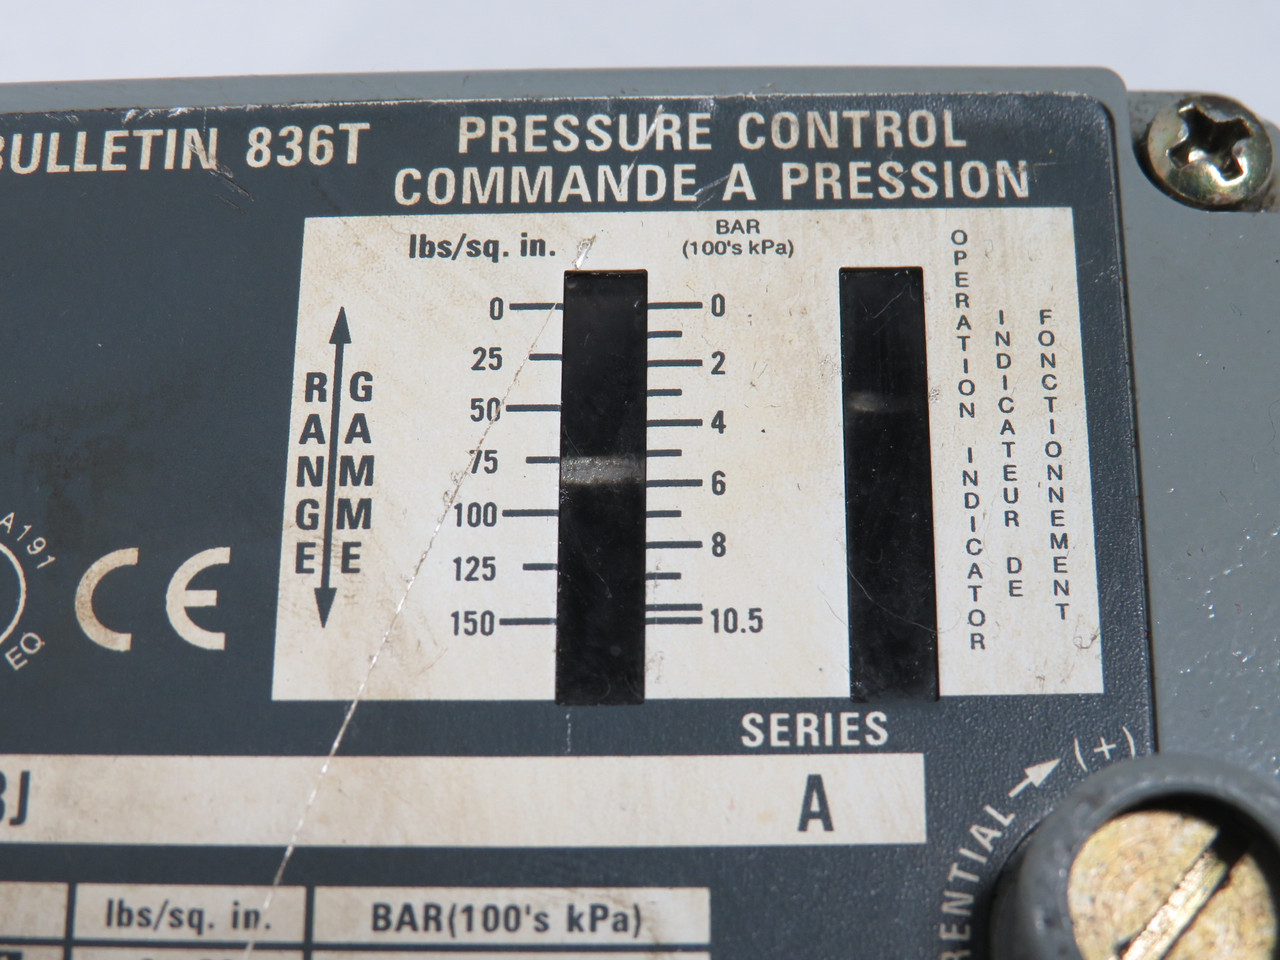 BULLETIN 836T
PRESSURE CONTROL
COMMANDE A PRESSION
lbs/sq. in.
BAR
(100's kPa)
0
25
50
75
100
125
150
0
2
4
6
8
10.5
RANGE
GAMME
OPERATION INDICATOR
INDICATEUR DE
FONCTIONNEMENT
A191
EQ
CE
SERIES
BJ
A
(+)
RENTIAL
lbs/sq. in.
BAR(100's kPa)